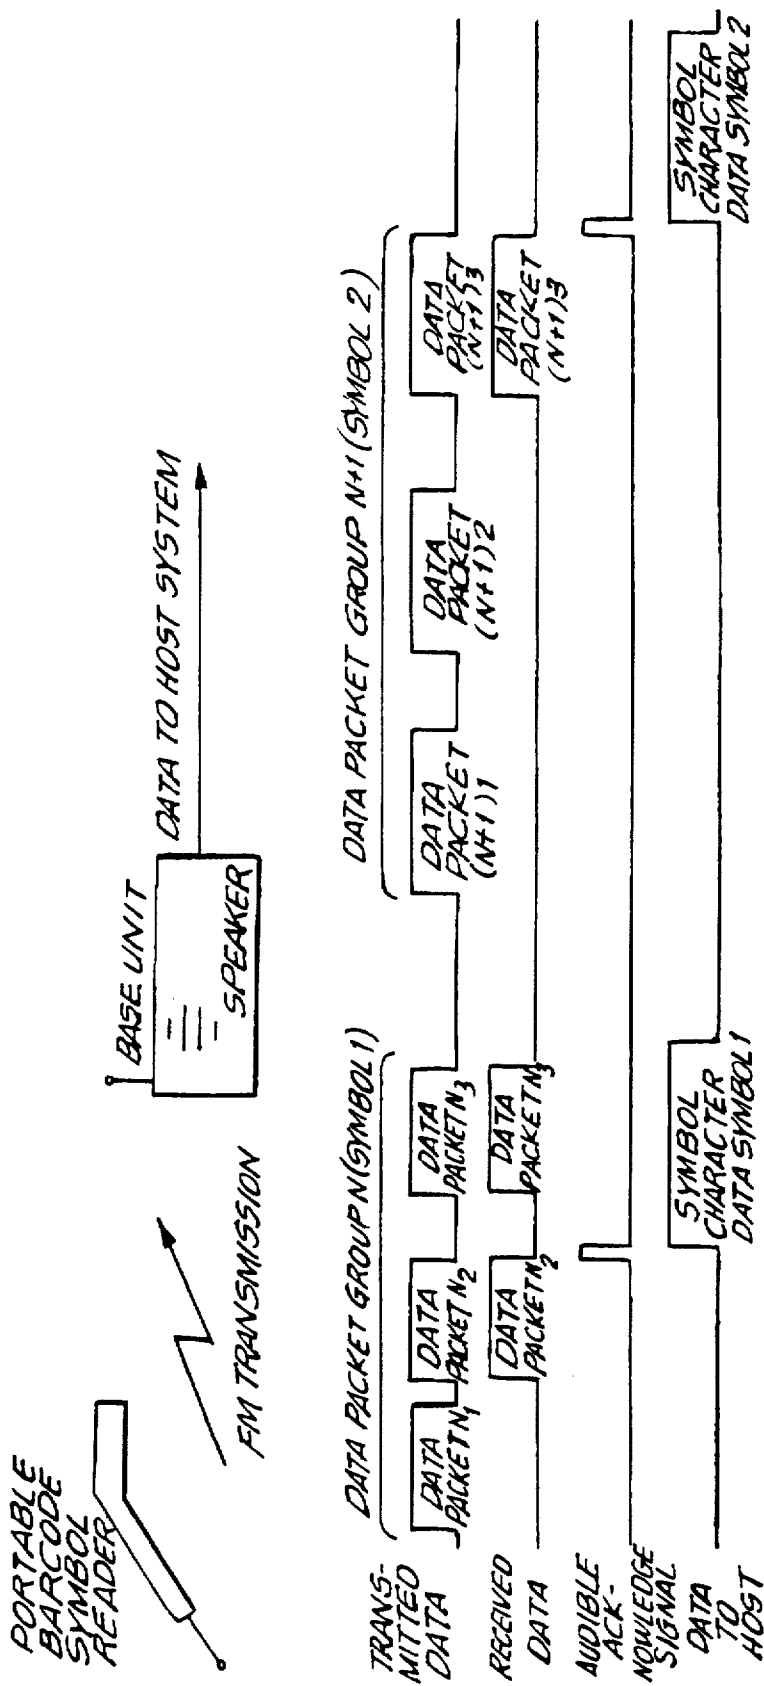 PORTABLE
BARCODE
SYMBOL
READER
FM TRANSMISSION
BASE UNIT
SPEAKER
DATA TO HOST SYSTEM
DATA PACKET GROUP N (SYMBOL 1)
DATA PACKET GROUP N+1 (SYMBOL 2)
TRANS-
MITTED
DATA
DATA
PACKET N1
DATA
PACKET N2
DATA
PACKET N3
DATA
PACKET
(N+1)1
DATA
PACKET
(N+1)2
DATA
PACKET
(N+1)3
RECEIVED
DATA
DATA
PACKET N2
DATA
PACKET N3
DATA
PACKET
(N+1)3
AUDIBLE
ACK-
NOWLEDGE
SIGNAL
DATA
TO
HOST
SYMBOL
CHARACTER
DATA SYMBOL 1
SYMBOL
CHARACTER
DATA SYMBOL 2